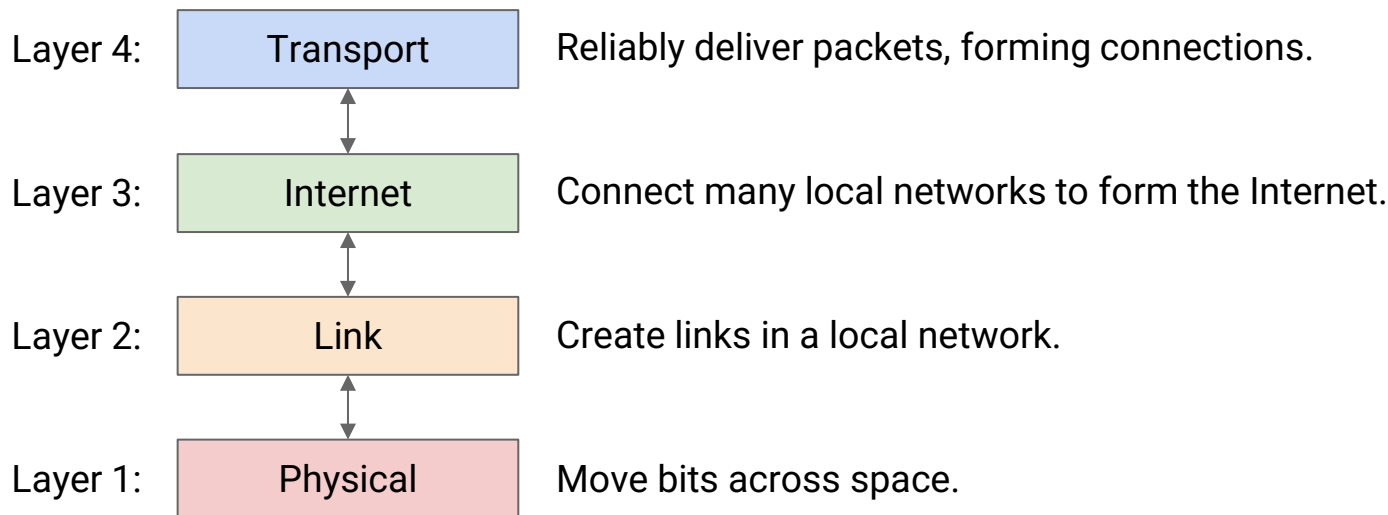 Layer 4: Transport Reliably deliver packets, forming connections.
Layer 3: Internet Connect many local networks to form the Internet.
Layer 2: Link Create links in a local network.
Layer 1: Physical Move bits across space.